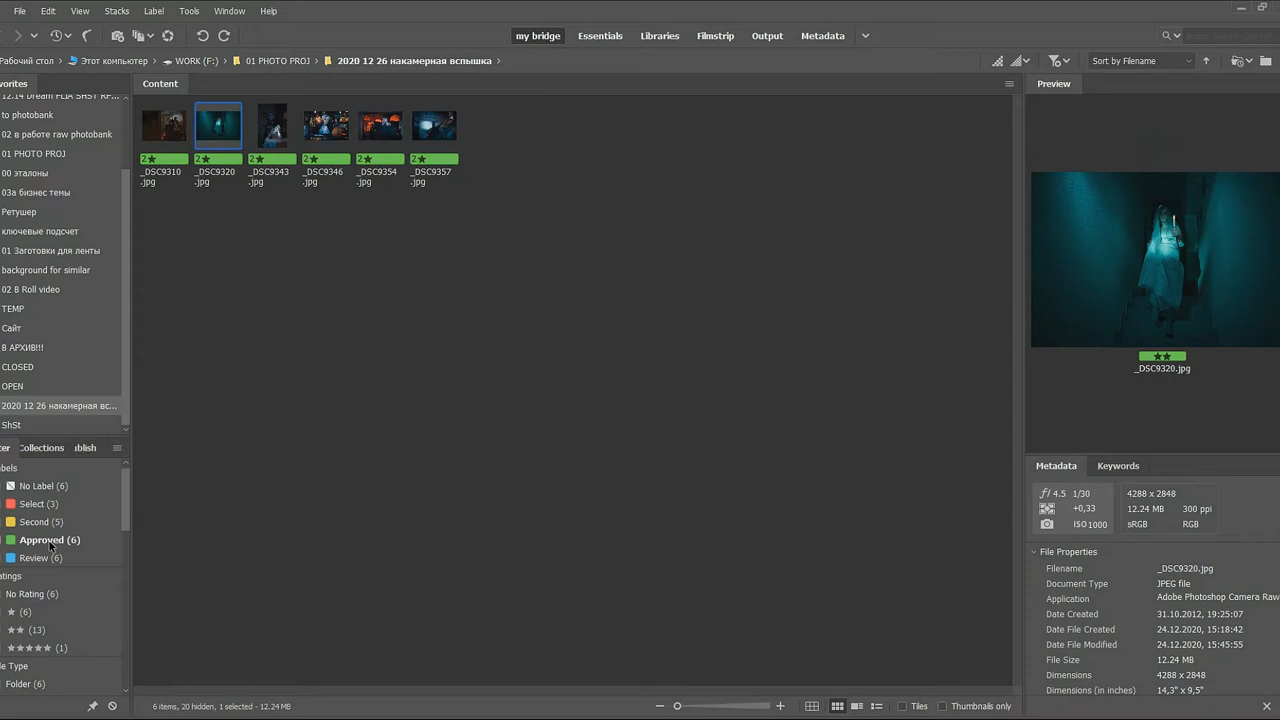 File Edit View Stacks Label Tools Window Help
my bridge Essentials Libraries Filmstrip Output Metadata
Рабочий стол Этот компьютер WORK (F:) 01 PHOTO PROJ 2020 12 26 накамерная вспышка Sort by Filename
vorites Content Preview
to photobank
02 в работе raw photobank
01 PHOTO PROJ
00 эталоны
03а бизнес темы
Ретушер
ключевые подсчет
01 Заготовки для ленты
background for similar
02 B Roll video
TEMP
Сайт
В АРХИВ!!!
CLOSED
OPEN
2020 12 26 накамерная вс...
ShSt
2★ 2★ 2★ 2★ 2★ 2★
_DSC9310 .jpg
_DSC9320 .jpg
_DSC9343 .jpg
_DSC9346 .jpg
_DSC9354 .jpg
_DSC9357 .jpg
★★
_DSC9320.jpg
ter Collections ublish
abels
No Label (6)
Select (3)
Second (5)
Approved (6)
Review (6)
atings
No Rating (6)
★ (6)
★★ (13)
★★★★★ (1)
le Type
Folder (6)
6 items, 20 hidden, 1 selected - 12.24 MB Tiles Thumbnails only
Metadata Keywords
f/ 4.5 1/30 4288 x 2848
+0,33 12.24 MB 300 ppi
ISO1000 sRGB RGB
File Properties
Filename _DSC9320.jpg
Document Type JPEG file
Application Adobe Photoshop Camera Raw
Date Created 31.10.2012, 19:25:07
Date File Created 24.12.2020, 15:18:42
Date File Modified 24.12.2020, 15:45:55
File Size 12.24 MB
Dimensions 4288 x 2848
Dimensions (in inches) 14,3" x 9,5"